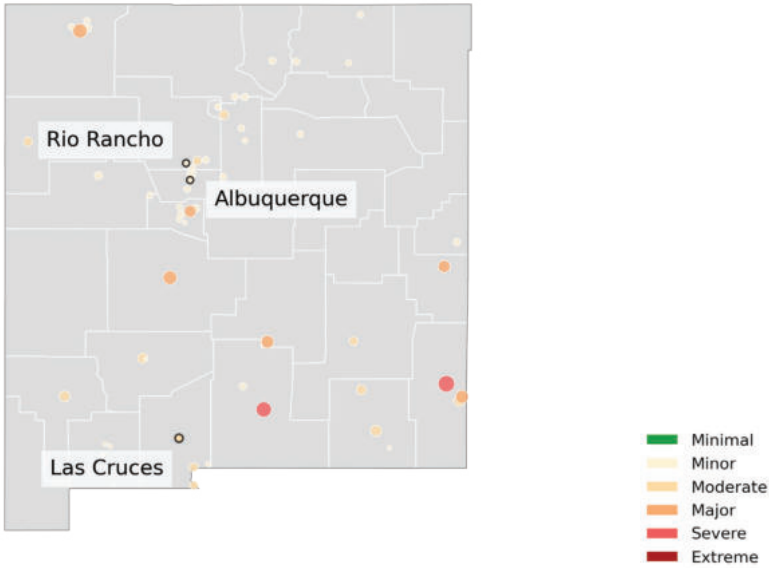 Rio Rancho
Albuquerque
Las Cruces
Minimal
Minor
Moderate
Major
Severe
Extreme